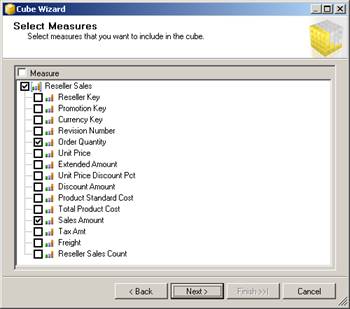 Cube Wizard
Select Measures
Select measures that you want to include in the cube.
Measure
Reseller Sales
Reseller Key
Promotion Key
Currency Key
Revision Number
Order Quantity
Unit Price
Extended Amount
Unit Price Discount Pct
Discount Amount
Product Standard Cost
Total Product Cost
Sales Amount
Tax Amt
Freight
Reseller Sales Count
< Back Next > Finish >>| Cancel